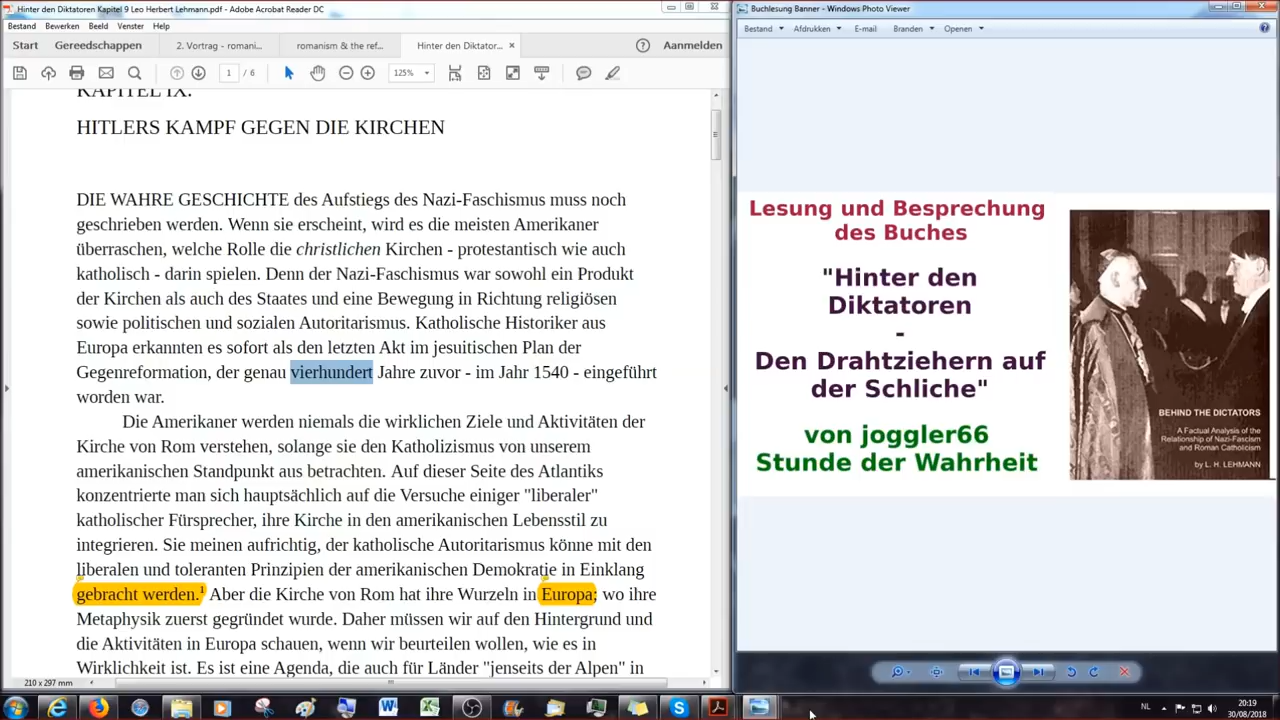 Hinter den Diktatoren Kapitel 9 Leo Herbert Lehmann.pdf - Adobe Acrobat Reader DC
Bestand Bewerken Beeld Venster Help
Start Gereedschappen 2. Vortrag - romani... romanism & the ref... Hinter den Diktator... × Aanmelden
1 / 6 125%
KAPITEL IX.
HITLERS KAMPF GEGEN DIE KIRCHEN
DIE WAHRE GESCHICHTE des Aufstiegs des Nazi-Faschismus muss noch
geschrieben werden. Wenn sie erscheint, wird es die meisten Amerikaner
überraschen, welche Rolle die christlichen Kirchen - protestantisch wie auch
katholisch - darin spielen. Denn der Nazi-Faschismus war sowohl ein Produkt
der Kirchen als auch des Staates und eine Bewegung in Richtung religiösen
sowie politischen und sozialen Autoritarismus. Katholische Historiker aus
Europa erkannten es sofort als den letzten Akt im jesuitischen Plan der
Gegenreformation, der genau vierhundert Jahre zuvor - im Jahr 1540 - eingeführt
worden war.
Die Amerikaner werden niemals die wirklichen Ziele und Aktivitäten der
Kirche von Rom verstehen, solange sie den Katholizismus von unserem
amerikanischen Standpunkt aus betrachten. Auf dieser Seite des Atlantiks
konzentrierte man sich hauptsächlich auf die Versuche einiger "liberaler"
katholischer Fürsprecher, ihre Kirche in den amerikanischen Lebensstil zu
integrieren. Sie meinen aufrichtig, der katholische Autoritarismus könne mit den
liberalen und toleranten Prinzipien der amerikanischen Demokratie in Einklang
gebracht werden.¹ Aber die Kirche von Rom hat ihre Wurzeln in Europa; wo ihre
Metaphysik zuerst gegründet wurde. Daher müssen wir auf den Hintergrund und
die Aktivitäten in Europa schauen, wenn wir beurteilen wollen, wie es in
Wirklichkeit ist. Es ist eine Agenda, die auch für Länder "jenseits der Alpen" in
210 x 297 mm
Buchlesung Banner - Windows Photo Viewer
Bestand Afdrukken E-mail Branden Openen
Lesung und Besprechung
des Buches
"Hinter den
Diktatoren
-
Den Drahtziehern auf
der Schliche"
von joggler66
Stunde der Wahrheit
BEHIND THE DICTATORS
A Factual Analysis of the
Relationship of Nazi-Fascism
and Roman Catholicism
by L. H. LEHMANN
NL
20:19
30/08/2018